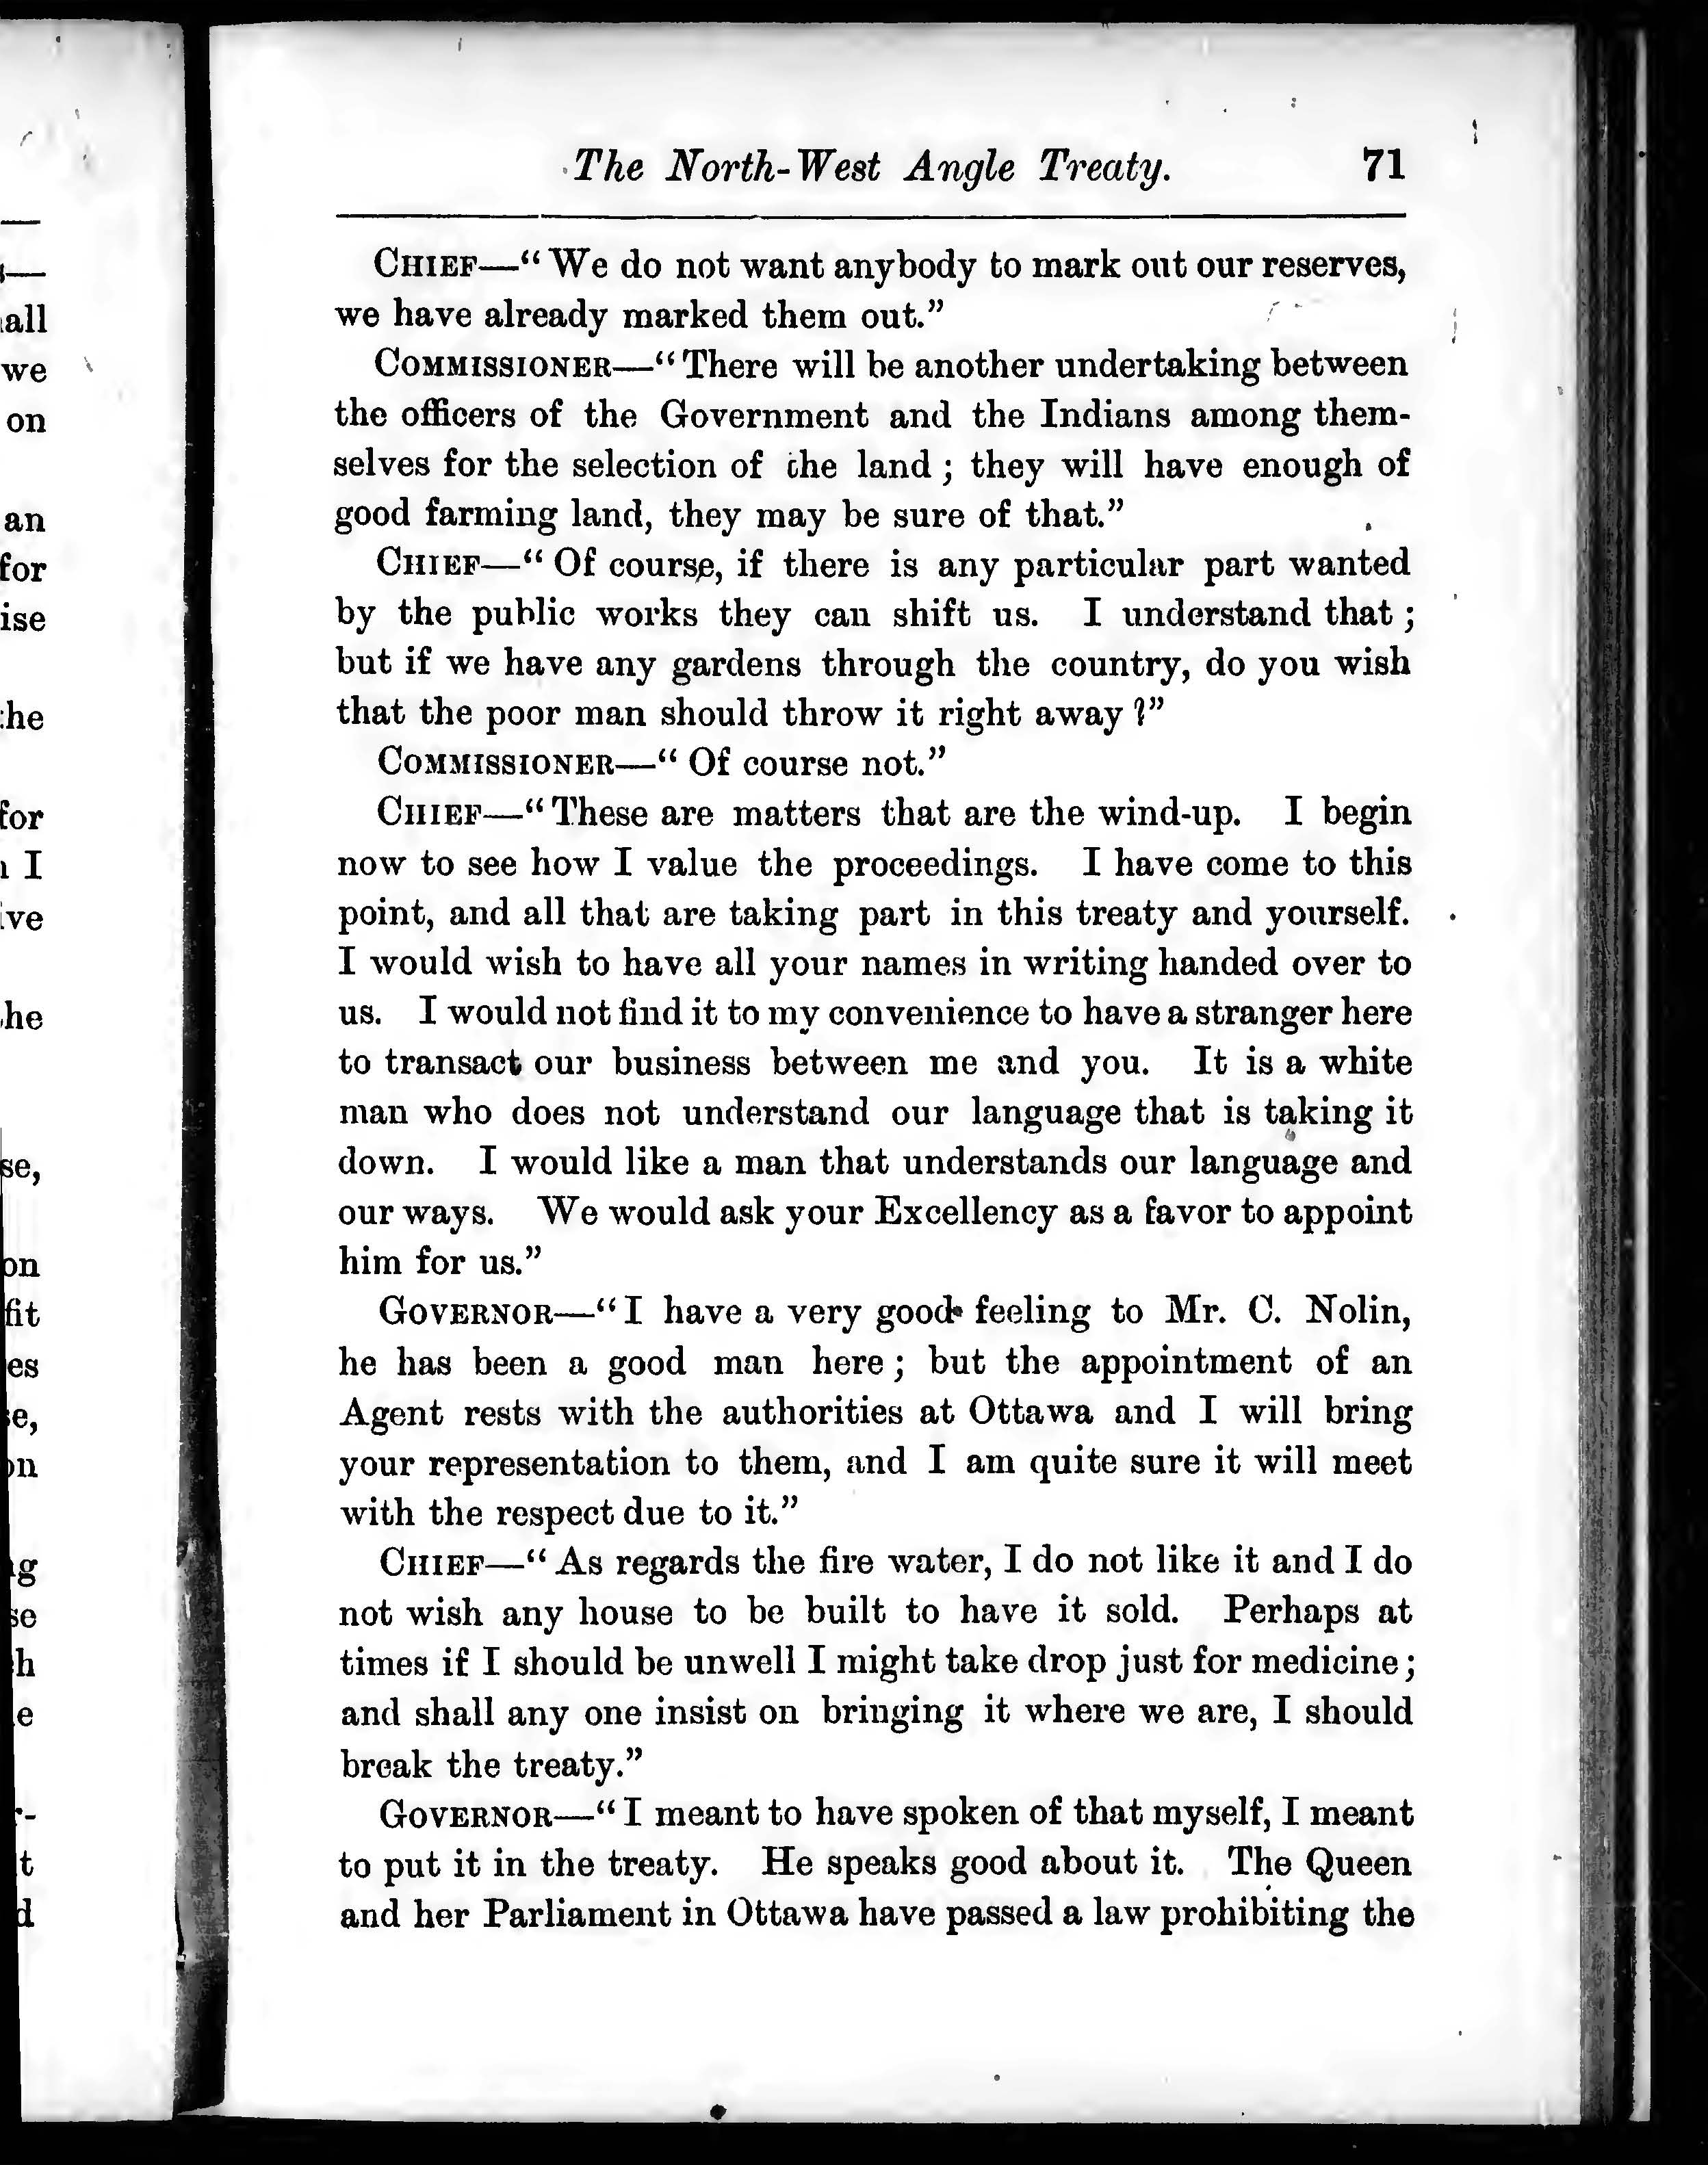 The North-West Angle Treaty. 71
CHIEF—“We do not want anybody to mark out our reserves,
we have already marked them out.”
COMMISSIONER—“There will be another undertaking between
the officers of the Government and the Indians among them-
selves for the selection of the land ; they will have enough of
good farming land, they may be sure of that.”
CHIEF—“Of course, if there is any particular part wanted
by the public works they can shift us. I understand that ;
but if we have any gardens through the country, do you wish
that the poor man should throw it right away ?”
COMMISSIONER—“Of course not.”
CHIEF—“These are matters that are the wind-up. I begin
now to see how I value the proceedings. I have come to this
point, and all that are taking part in this treaty and yourself.
I would wish to have all your names in writing handed over to
us. I would not find it to my convenience to have a stranger here
to transact our business between me and you. It is a white
man who does not understand our language that is taking it
down. I would like a man that understands our language and
our ways. We would ask your Excellency as a favor to appoint
him for us.”
GOVERNOR—“I have a very good feeling to Mr. C. Nolin,
he has been a good man here ; but the appointment of an
Agent rests with the authorities at Ottawa and I will bring
your representation to them, and I am quite sure it will meet
with the respect due to it.”
CHIEF—“As regards the fire water, I do not like it and I do
not wish any house to be built to have it sold. Perhaps at
times if I should be unwell I might take drop just for medicine ;
and shall any one insist on bringing it where we are, I should
break the treaty.”
GOVERNOR—“I meant to have spoken of that myself, I meant
to put it in the treaty. He speaks good about it. The Queen
and her Parliament in Ottawa have passed a law prohibiting the